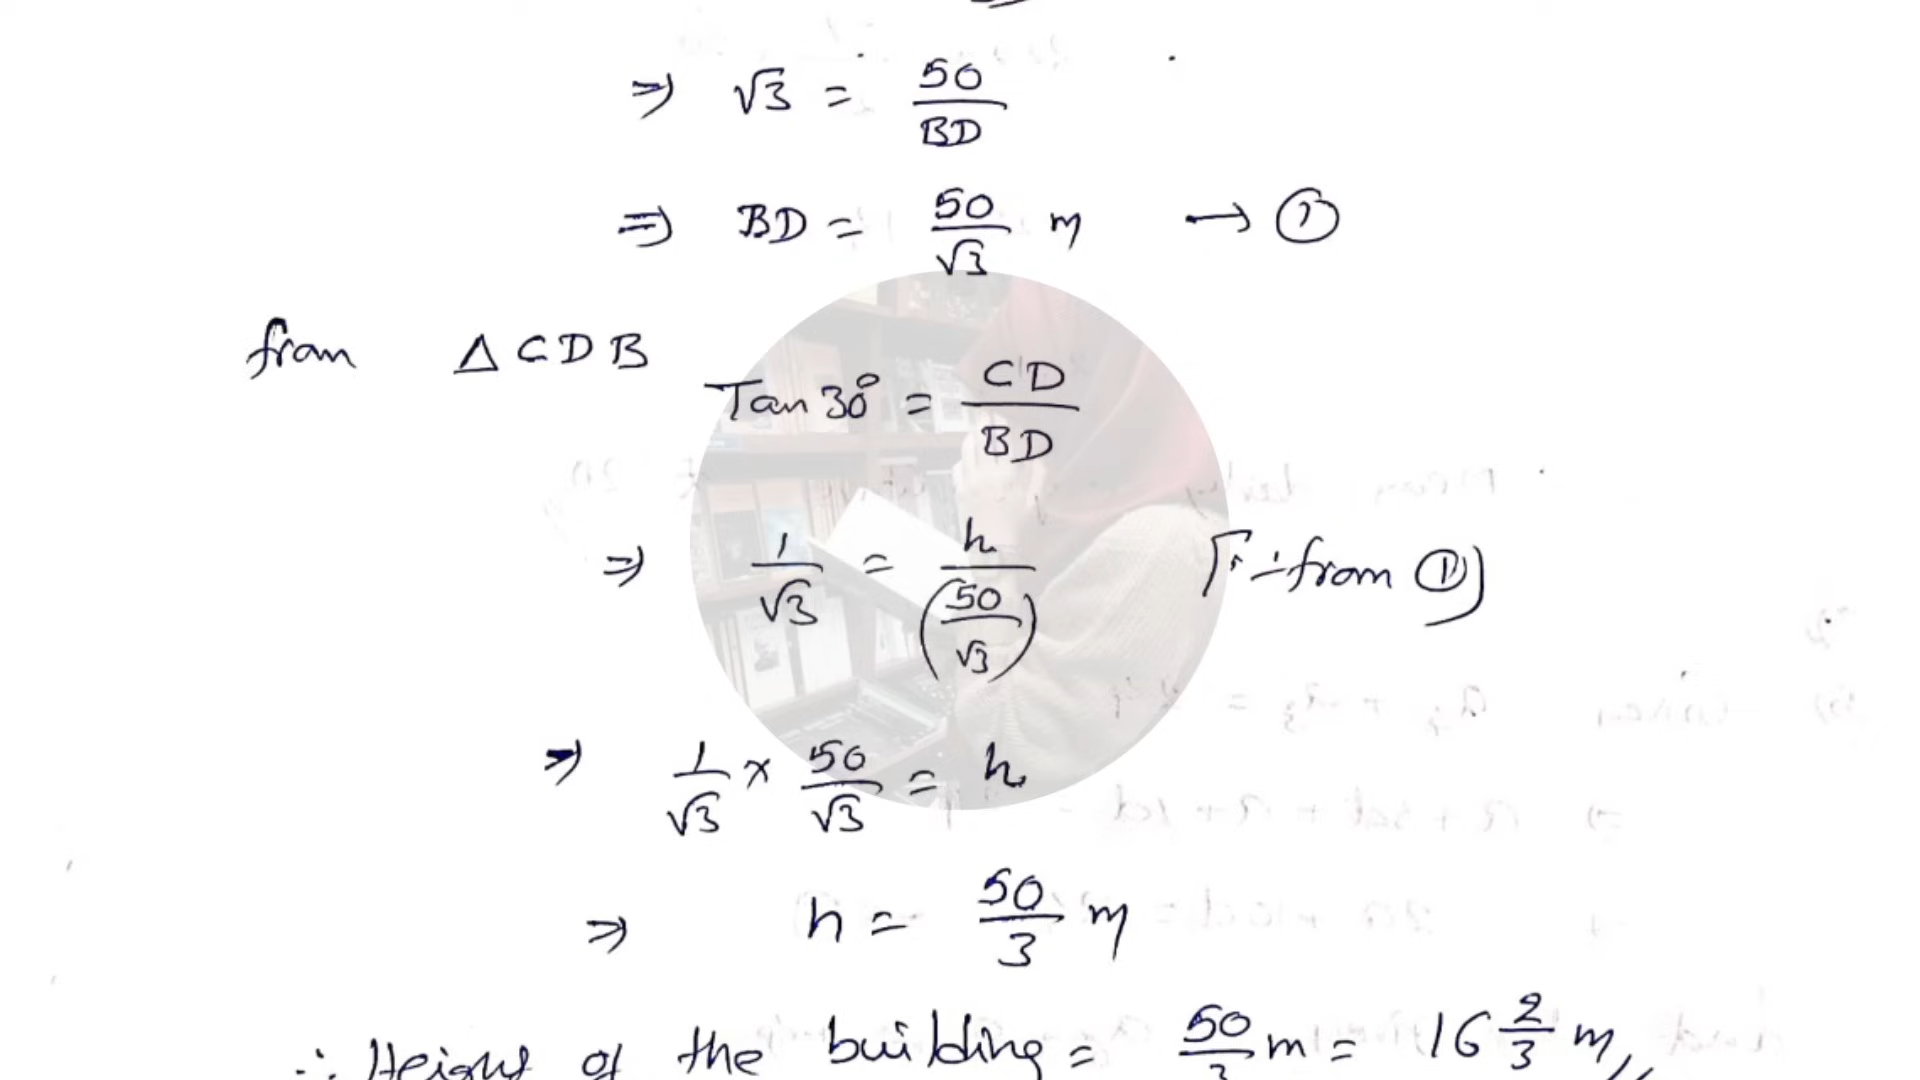 ⇒ √3 = 50/BD
⇒ BD = 50/√3 m → ①
from △CDB
Tan 30° = CD/BD
⇒ 1/√3 = h/(50/√3) [∵ from ①]
⇒ 1/√3 × 50/√3 = h
⇒ h = 50/3 m
∴ Height of the building = 50/3 m = 16 2/3 m //